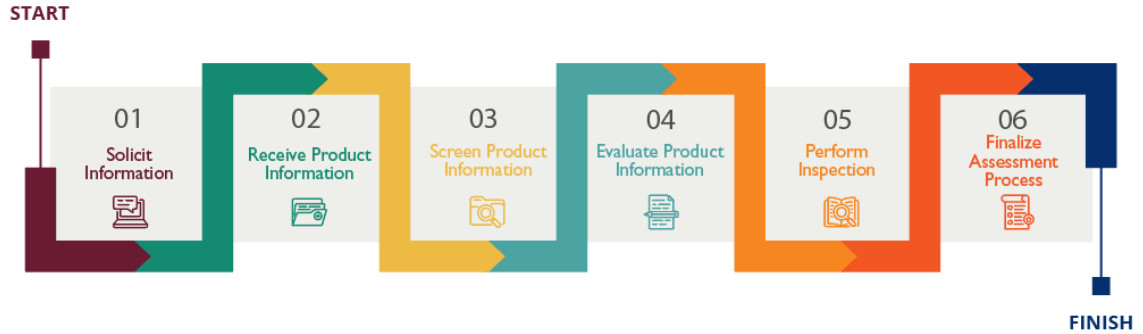 START
01
Solicit
Information
02
Receive Product
Information
03
Screen Product
Information
04
Evaluate Product
Information
05
Perform
Inspection
06
Finalize
Assessment
Process
FINISH